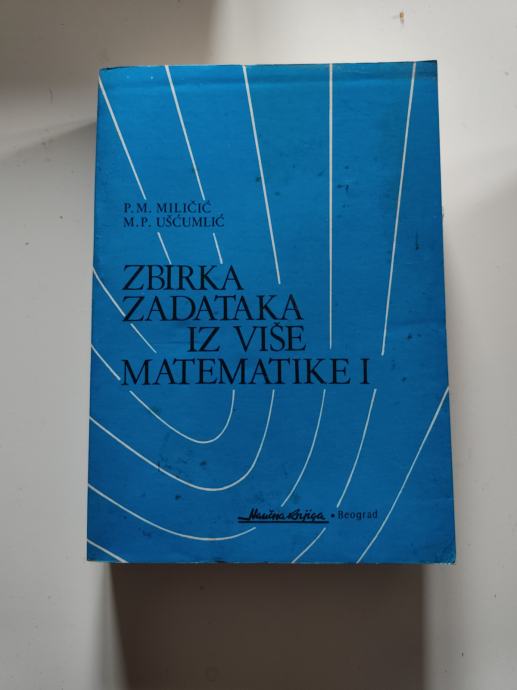 P. M. MILIČIĆ
M. P. UŠĆUMLIĆ
ZBIRKA
ZADATAKA
IZ VIŠE
MATEMATIKE I
Naučna knjiga • Beograd